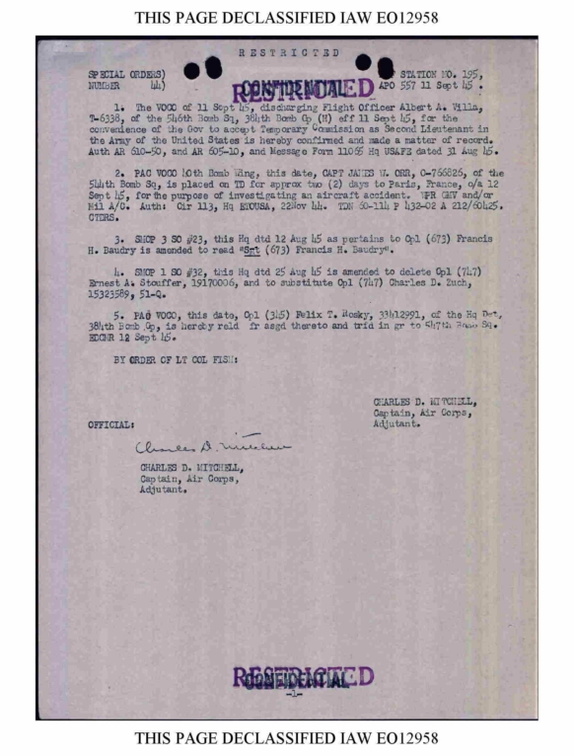 THIS PAGE DECLASSIFIED IAW EO12958
R E S T R I C T E D
SPECIAL ORDERS)
NUMBER 44)
STATION NO. 195,
APO 557 11 Sept 45 .
RESTRICTED
CONFIDENTIAL
1. The VOCO of 11 Sept 45, discharging Flight Officer Albert A. Villa,
T-6338, of the 546th Bomb Sq, 384th Bomb Gp (H) eff 11 Sept 45, for the
convenience of the Gov to accept Temporary Commission as Second Lieutenant in
the Army of the United States is hereby confirmed and made a matter of record.
Auth AR 610-50, and AR 605-10, and Message Form 11065 Hq USAFE dated 31 Aug 45.
2. PAC VOCO 40th Bomb Wing, this date, CAPT JAMES W. ORR, O-766826, of the
544th Bomb Sq, is placed on TD for approx two (2) days to Paris, France, o/a 12
Sept 45, for the purpose of investigating an aircraft accident. TPR GMV and/or
Mil A/C. Auth: Cir 113, Hq ETOUSA, 22Nov 44. TDN 60-114 P 432-02 A 212/60425.
3. SMOP 3 SO #23, this Hq dtd 12 Aug 45 as pertains to Cpl (673) Francis
H. Baudry is amended to read "Sgt (673) Francis H. Baudry".
4. SMOP 1 SO #32, this Hq dtd 25 Aug 45 is amended to delete Cpl (747)
Ernest A. Stouffer, 19170006, and to substitute Cpl (747) Charles D. Zuch,
15323589, 51-Q.
5. PAC VOCO, this date, Cpl (345) Felix T. Rosky, 33412991, of the Hq Det,
384th Bomb Gp, is hereby reld fr asgd thereto and trfd in gr to 547th Bomb Sq.
EDCMR 12 Sept 45.
BY ORDER OF LT COL FISH:
CHARLES D. MITCHELL,
Captain, Air Corps,
Adjutant.
OFFICIAL:
Charles D. Mitchell
CHARLES D. MITCHELL,
Captain, Air Corps,
Adjutant.
RESTRICTED
CONFIDENTIAL
-1-
THIS PAGE DECLASSIFIED IAW EO12958